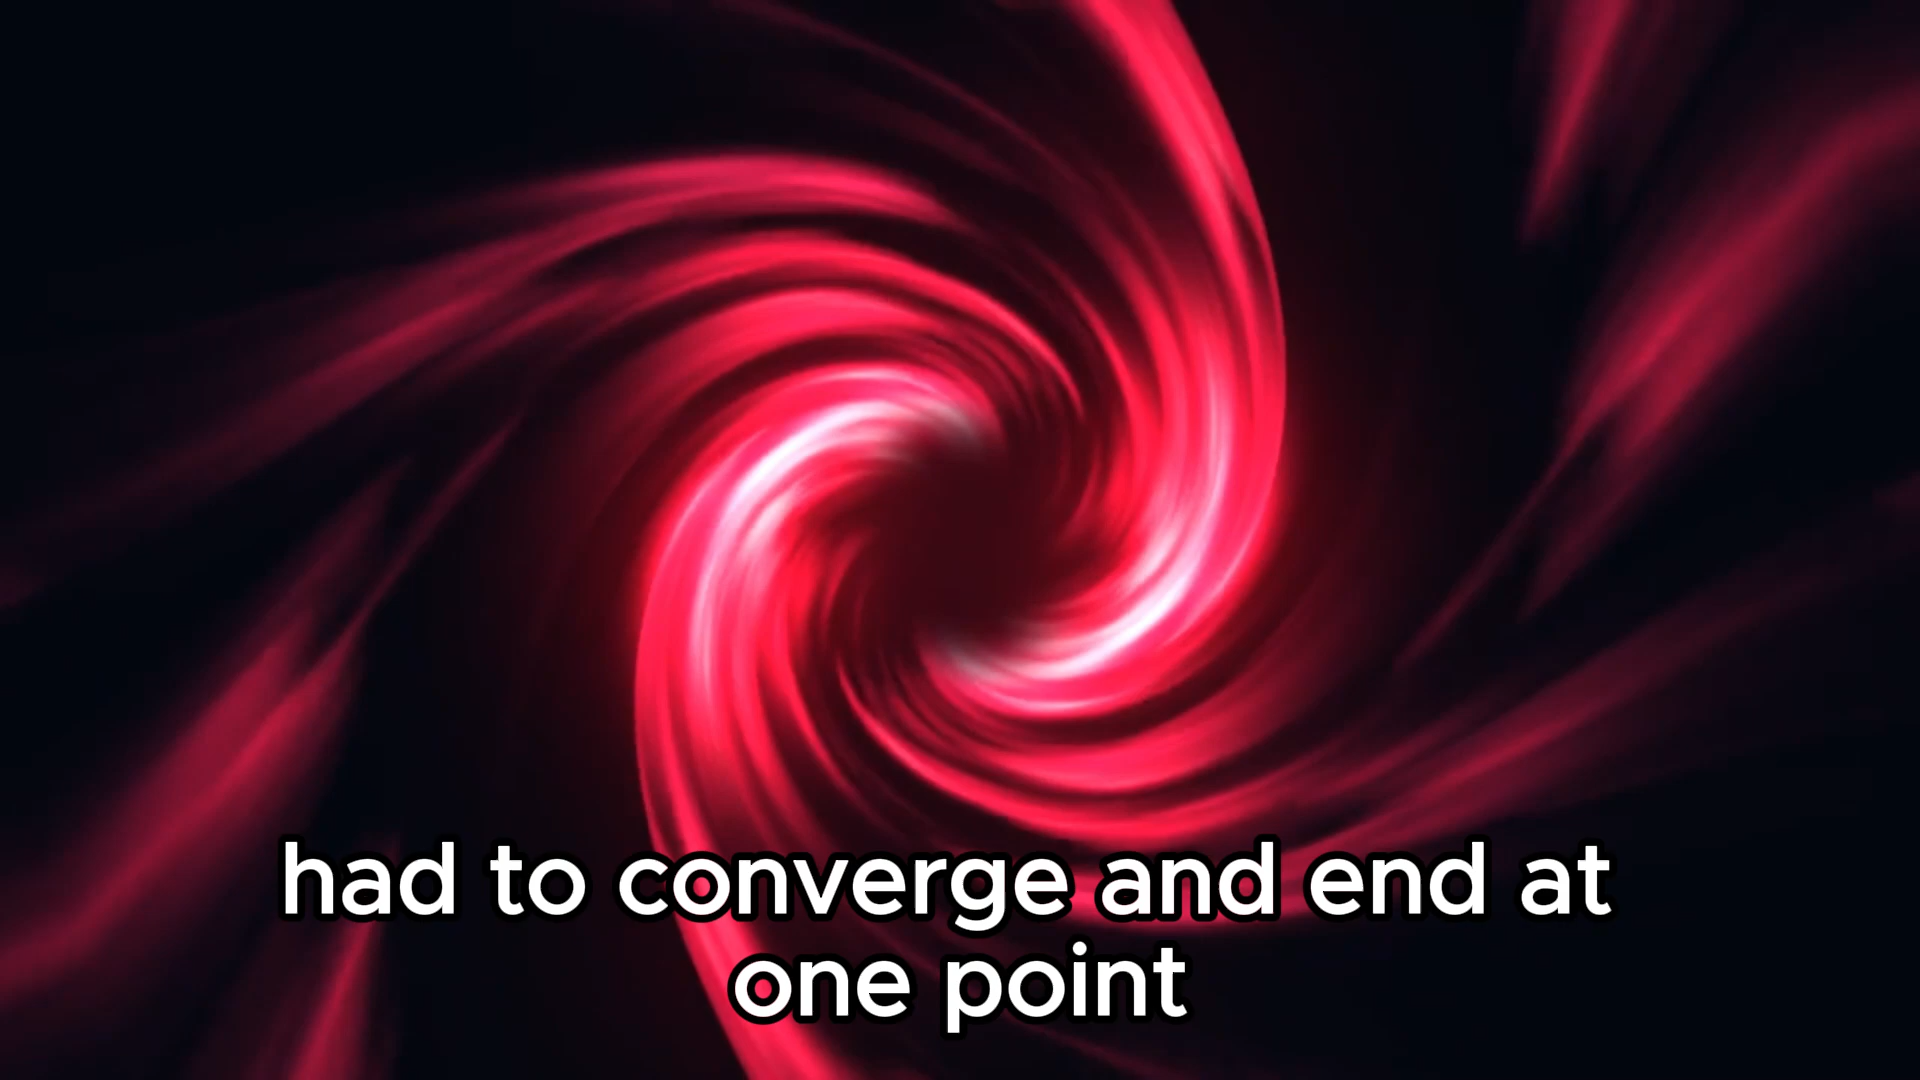 had to converge and end at
one point